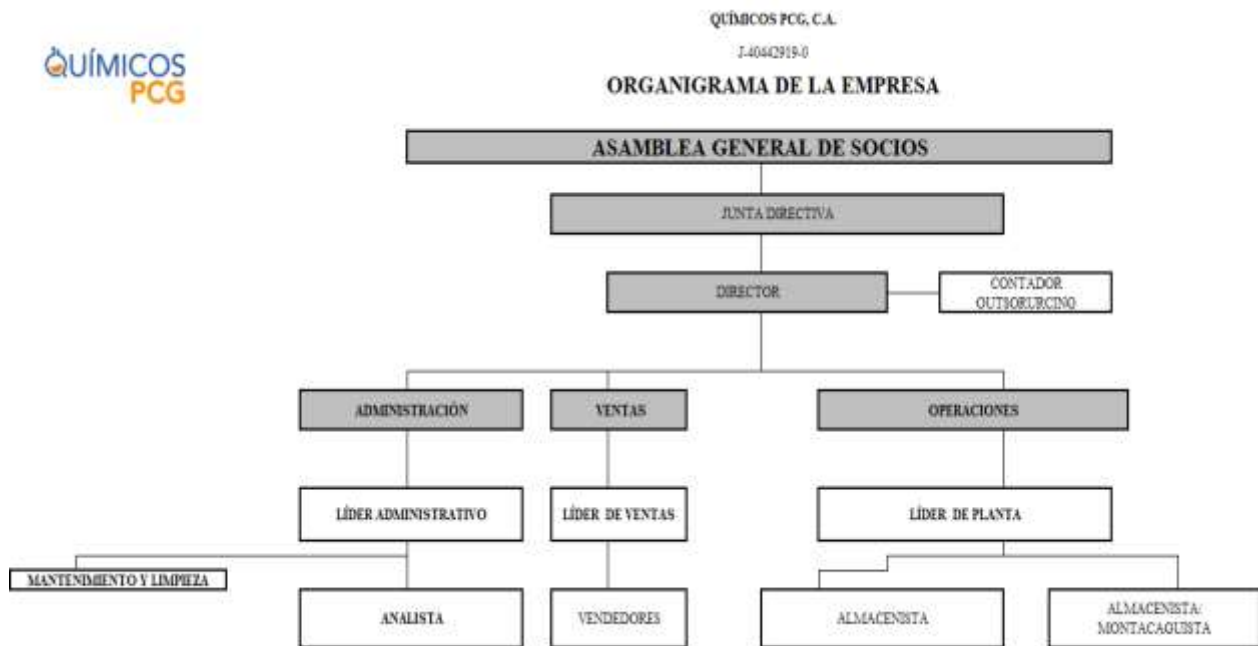 QUÍMICOS PCG, C.A.
J-40442919-0
QUÍMICOS
PCG
ORGANIGRAMA DE LA EMPRESA
ASAMBLEA GENERAL DE SOCIOS
JUNTA DIRECTIVA
DIRECTOR
CONTADOR
OUTSORURCING
ADMINISTRACIÓN
VENTAS
OPERACIONES
LÍDER ADMINISTRATIVO
LÍDER DE VENTAS
LÍDER DE PLANTA
MANTENIMIENTO Y LIMPIEZA
ANALISTA
VENDEDORES
ALMACENISTA
ALMACENISTA/
MONTACAGUISTA